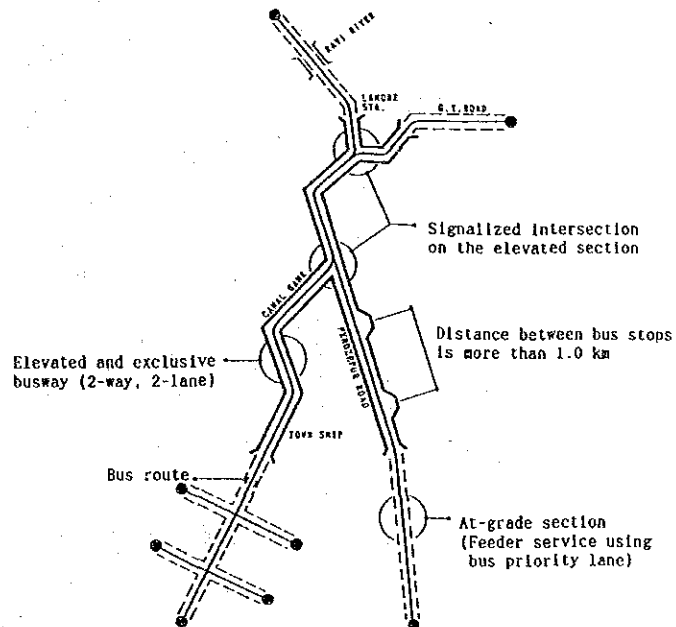 RAVI RIVER
LAHORE
STA.
G.T.ROAD
Signalized intersection
on the elevated section
CANAL BANK
Distance between bus stops
is more than 1.0 km
FEROZEPUR ROAD
Elevated and exclusive
busway (2-way, 2-lane)
TOWN SHIP
Bus route
At-grade section
(Feeder service using
bus priority lane)